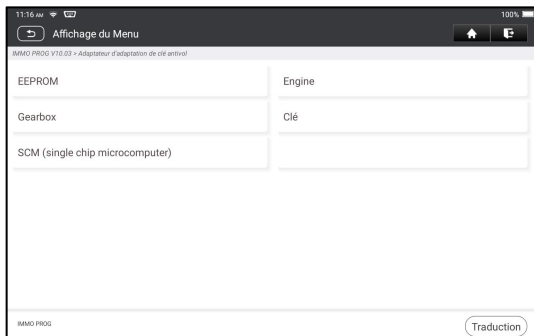 11:16 AM
100%
Affichage du Menu
IMMO PROG V10.03 > Adaptateur d'adaptation de clé antivol
EEPROM
Engine
Gearbox
Clé
SCM (single chip microcomputer)
IMMO PROG
Traduction